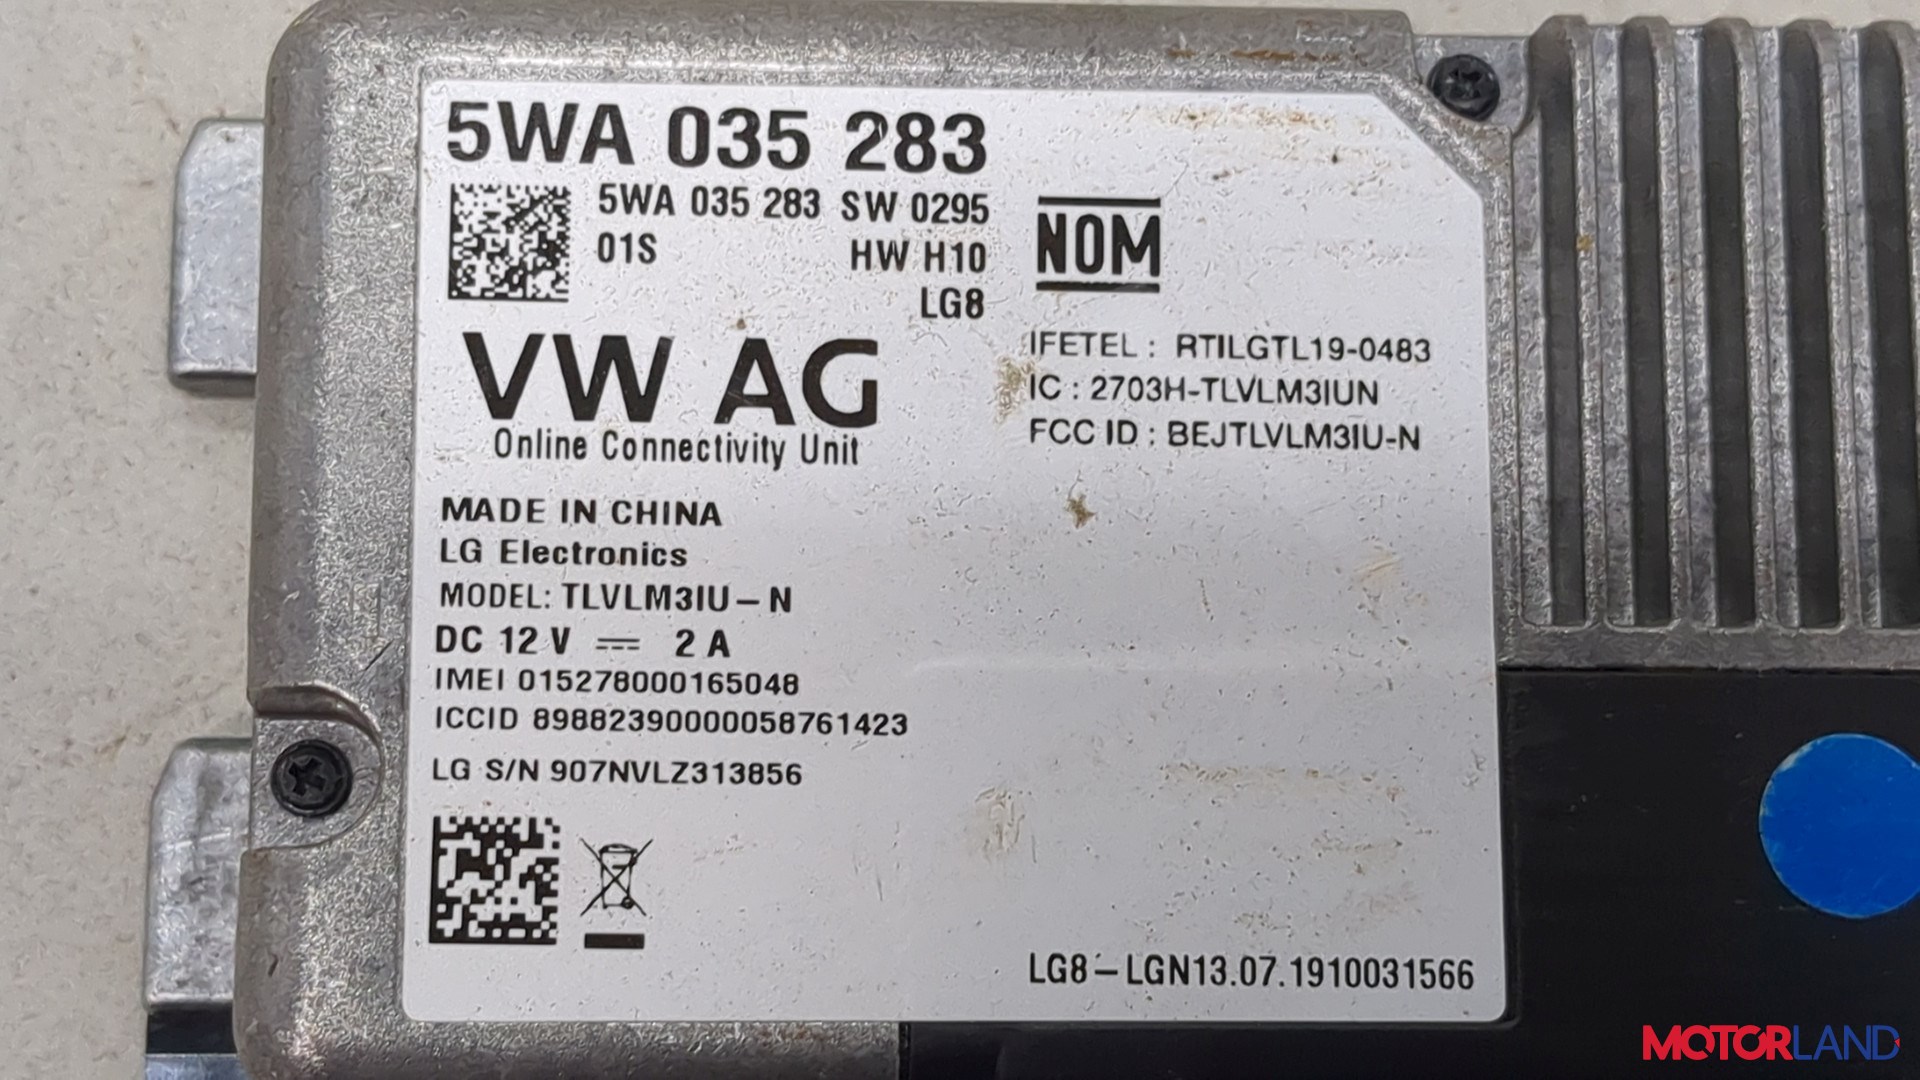 5WA 035 283
5WA 035 283 SW 0295
01S HW H10
LG8
NOM
VW AG
Online Connectivity Unit
IFETEL : RTILGTL19-0483
IC : 2703H-TLVLM3IUN
FCC ID : BEJTLVLM3IU-N
MADE IN CHINA
LG Electronics
MODEL: TLVLM3IU-N
DC 12 V ⎓ 2 A
IMEI 015278000165048
ICCID 89882390000058761423
LG S/N 907NVLZ313856
LG8-LGN13.07.1910031566
MOTORLAND